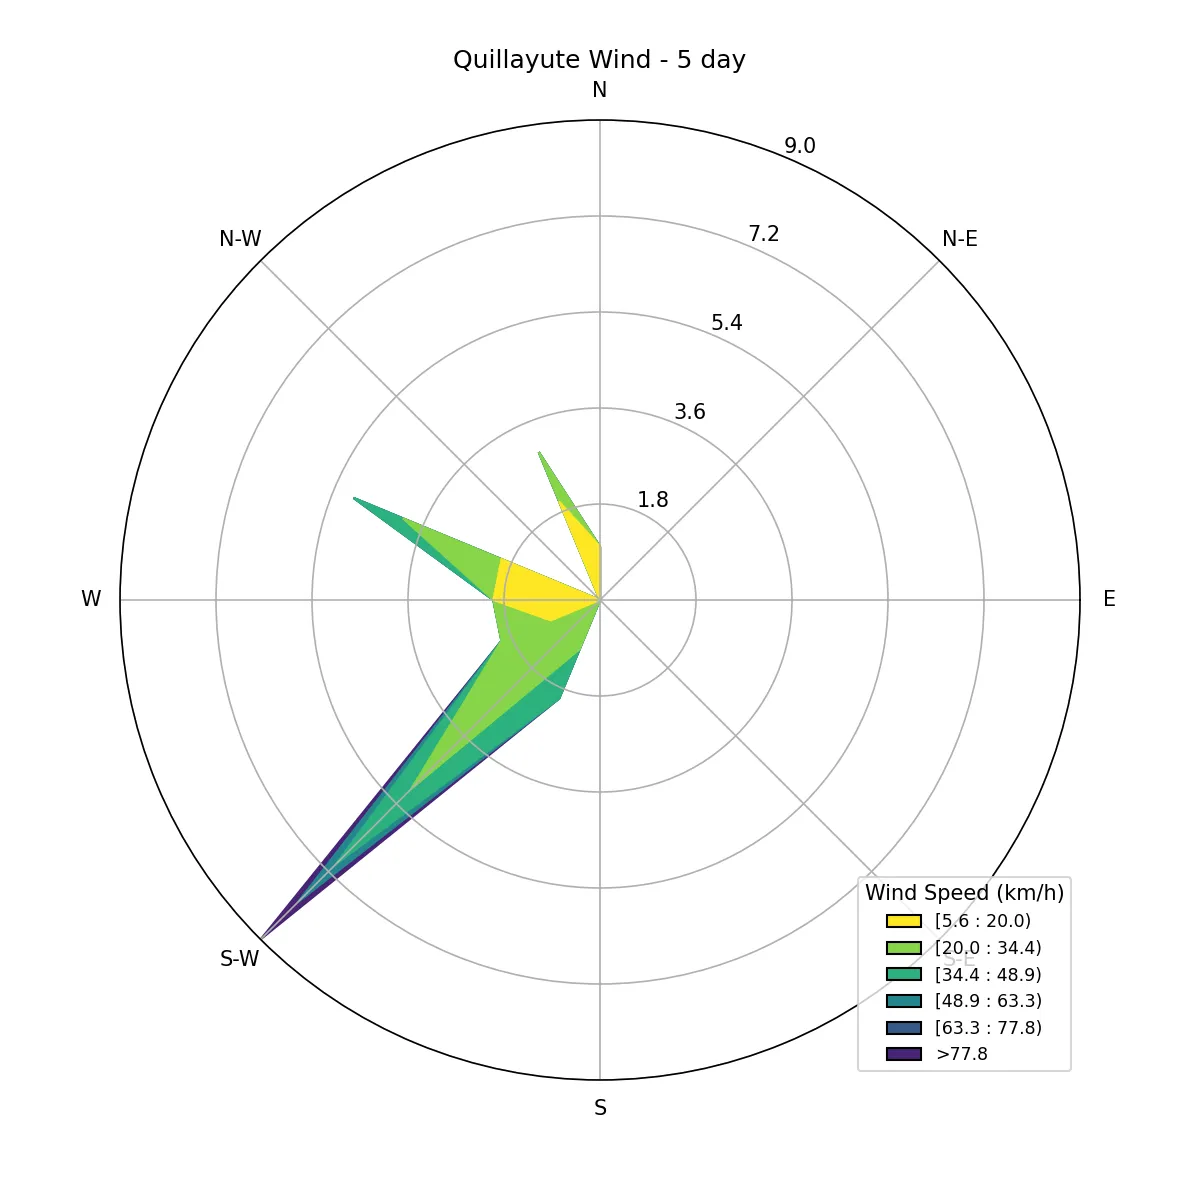 Quillayute Wind - 5 day
N
9.0
N-W
7.2
N-E
5.4
3.6
1.8
W
E
Wind Speed (km/h)
[5.6 : 20.0)
[20.0 : 34.4)
S-W
S-E
[34.4 : 48.9)
[48.9 : 63.3)
[63.3 : 77.8)
>77.8
S